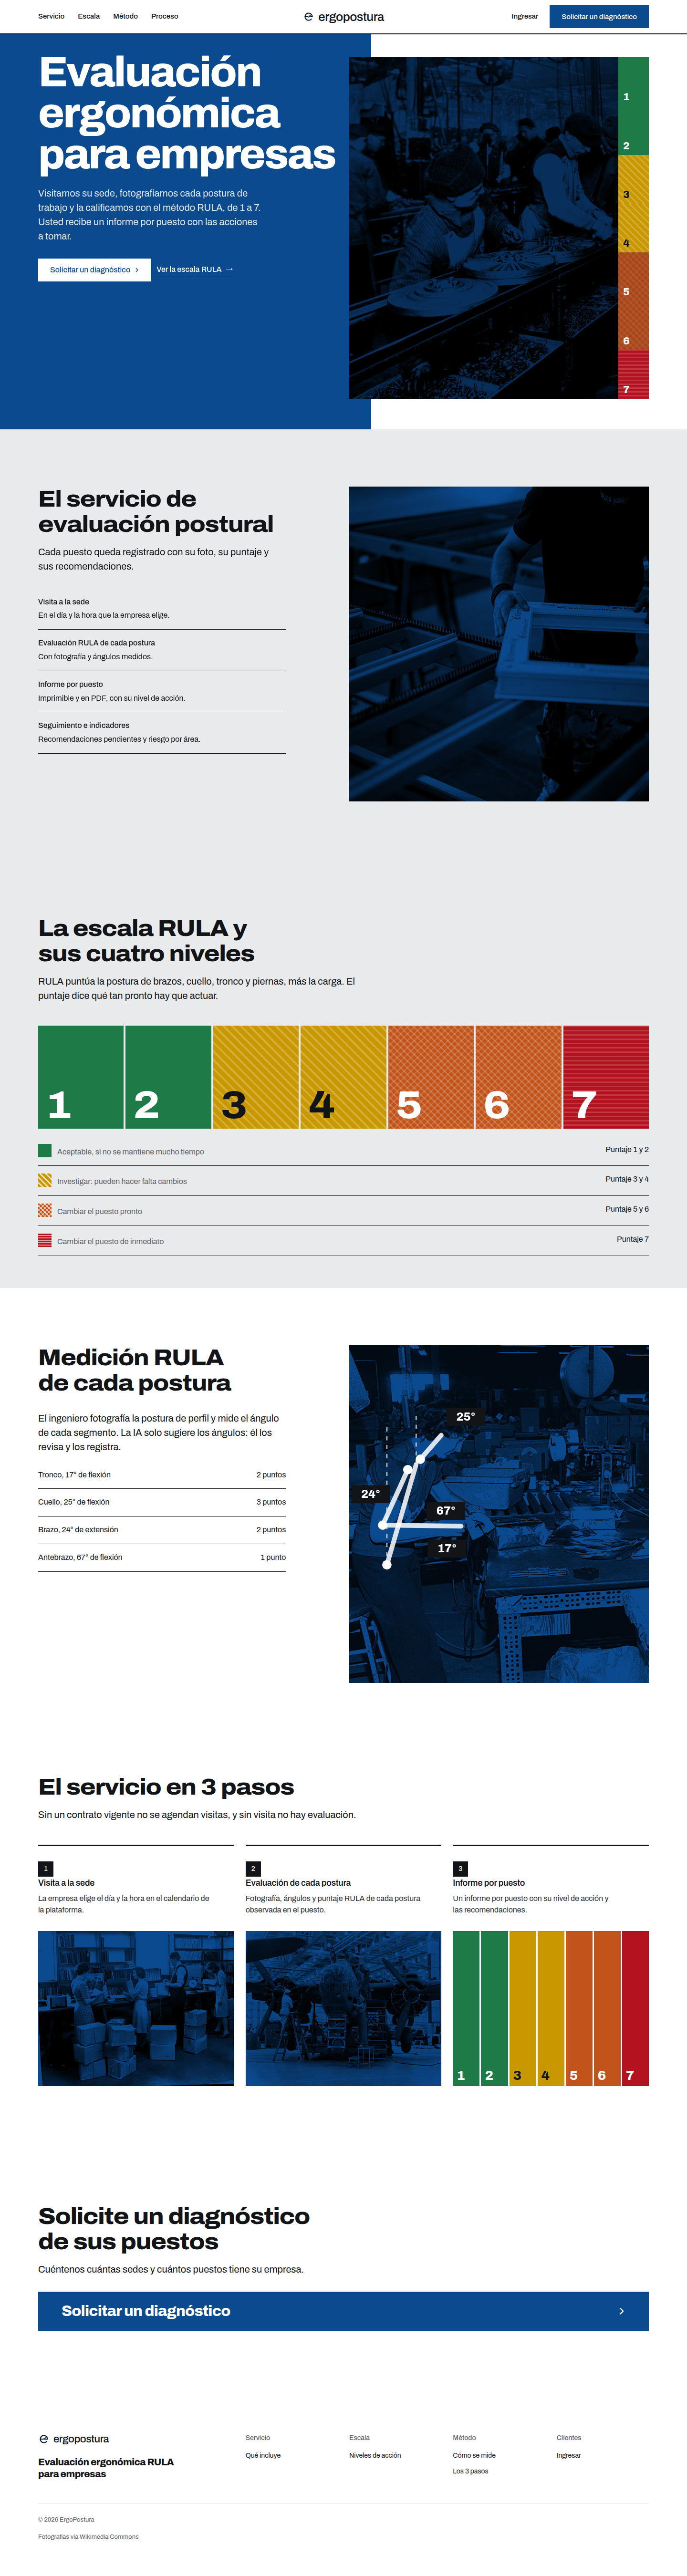 Servicio Escala Método Proceso ergopostura Ingresar Solicitar un diagnóstico
Evaluación
ergonómica
para empresas
Visitamos su sede, fotografiamos cada postura de
trabajo y la calificamos con el método RULA, de 1 a 7.
Usted recibe un informe por puesto con las acciones
a tomar.
Solicitar un diagnóstico › Ver la escala RULA →
1
2
3
4
5
6
7
El servicio de
evaluación postural
Cada puesto queda registrado con su foto, su puntaje y
sus recomendaciones.
Visita a la sede
En el día y la hora que la empresa elige.
Evaluación RULA de cada postura
Con fotografía y ángulos medidos.
Informe por puesto
Imprimible y en PDF, con su nivel de acción.
Seguimiento e indicadores
Recomendaciones pendientes y riesgo por área.
La escala RULA y
sus cuatro niveles
RULA puntúa la postura de brazos, cuello, tronco y piernas, más la carga. El
puntaje dice qué tan pronto hay que actuar.
1 2 3 4 5 6 7
Aceptable, si no se mantiene mucho tiempo Puntaje 1 y 2
Investigar: pueden hacer falta cambios Puntaje 3 y 4
Cambiar el puesto pronto Puntaje 5 y 6
Cambiar el puesto de inmediato Puntaje 7
Medición RULA
de cada postura
El ingeniero fotografía la postura de perfil y mide el ángulo
de cada segmento. La IA solo sugiere los ángulos: él los
revisa y los registra.
Tronco, 17° de flexión 2 puntos
Cuello, 25° de flexión 3 puntos
Brazo, 24° de extensión 2 puntos
Antebrazo, 67° de flexión 1 punto
25°
24°
67°
17°
El servicio en 3 pasos
Sin un contrato vigente no se agendan visitas, y sin visita no hay evaluación.
1
Visita a la sede
La empresa elige el día y la hora en el calendario de
la plataforma.
2
Evaluación de cada postura
Fotografía, ángulos y puntaje RULA de cada postura
observada en el puesto.
3
Informe por puesto
Un informe por puesto con su nivel de acción y
las recomendaciones.
1 2 3 4 5 6 7
Solicite un diagnóstico
de sus puestos
Cuéntenos cuántas sedes y cuántos puestos tiene su empresa.
Solicitar un diagnóstico ›
ergopostura
Evaluación ergonómica RULA
para empresas
Servicio
Qué incluye
Escala
Niveles de acción
Método
Cómo se mide
Los 3 pasos
Clientes
Ingresar
© 2026 ErgoPostura
Fotografías vía Wikimedia Commons